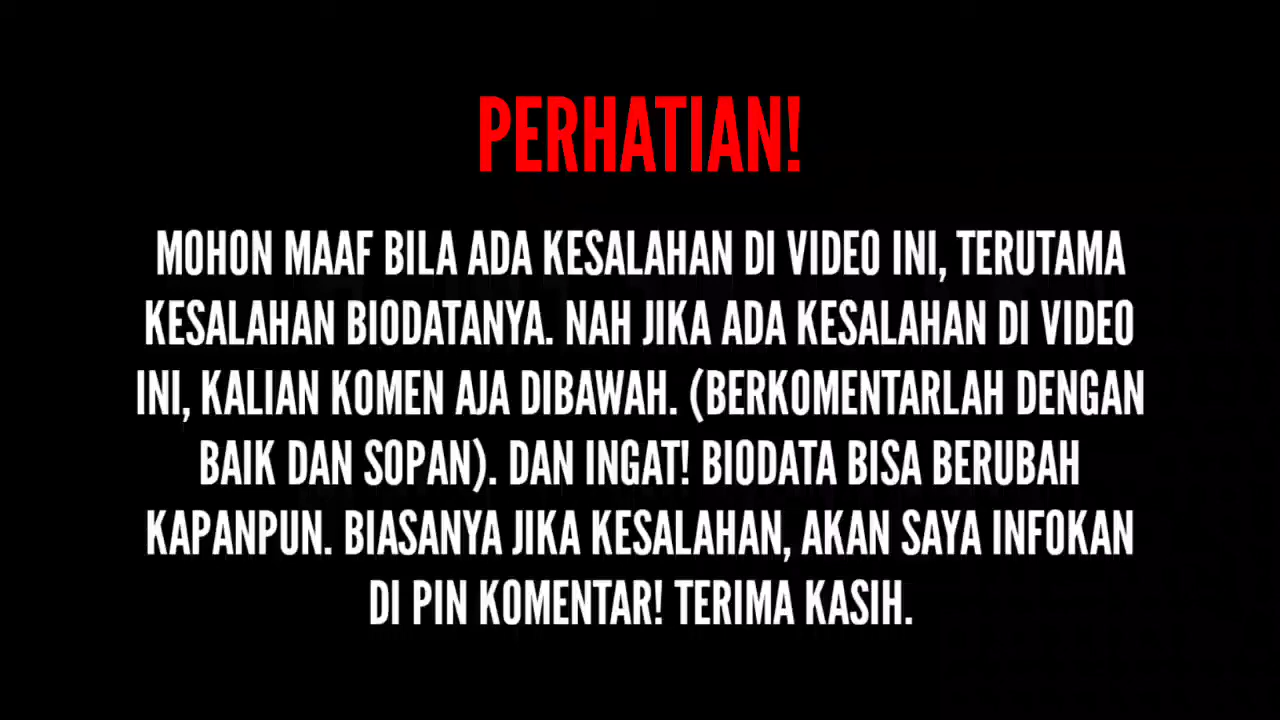 PERHATIAN!
MOHON MAAF BILA ADA KESALAHAN DI VIDEO INI, TERUTAMA
KESALAHAN BIODATANYA. NAH JIKA ADA KESALAHAN DI VIDEO
INI, KALIAN KOMEN AJA DIBAWAH. (BERKOMENTARLAH DENGAN
BAIK DAN SOPAN). DAN INGAT! BIODATA BISA BERUBAH
KAPANPUN. BIASANYA JIKA KESALAHAN, AKAN SAYA INFOKAN
DI PIN KOMENTAR! TERIMA KASIH.